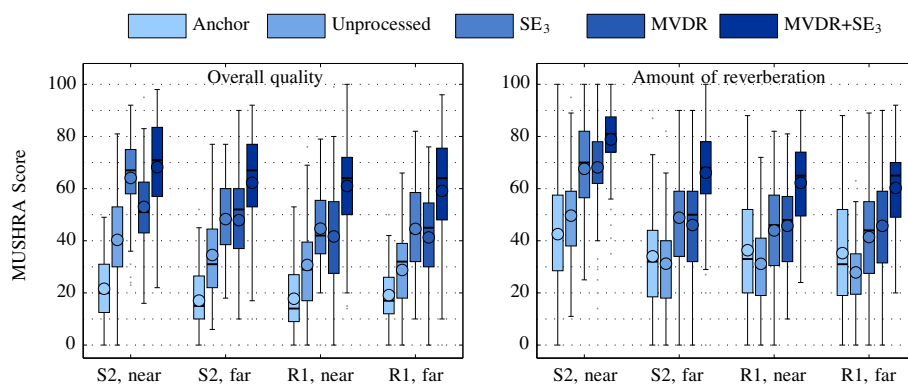 Anchor Unprocessed SE₃ MVDR MVDR+SE₃
Overall quality
Amount of reverberation
MUSHRA Score
100
80
60
40
20
0
S2, near S2, far R1, near R1, far
100
80
60
40
20
0
S2, near S2, far R1, near R1, far